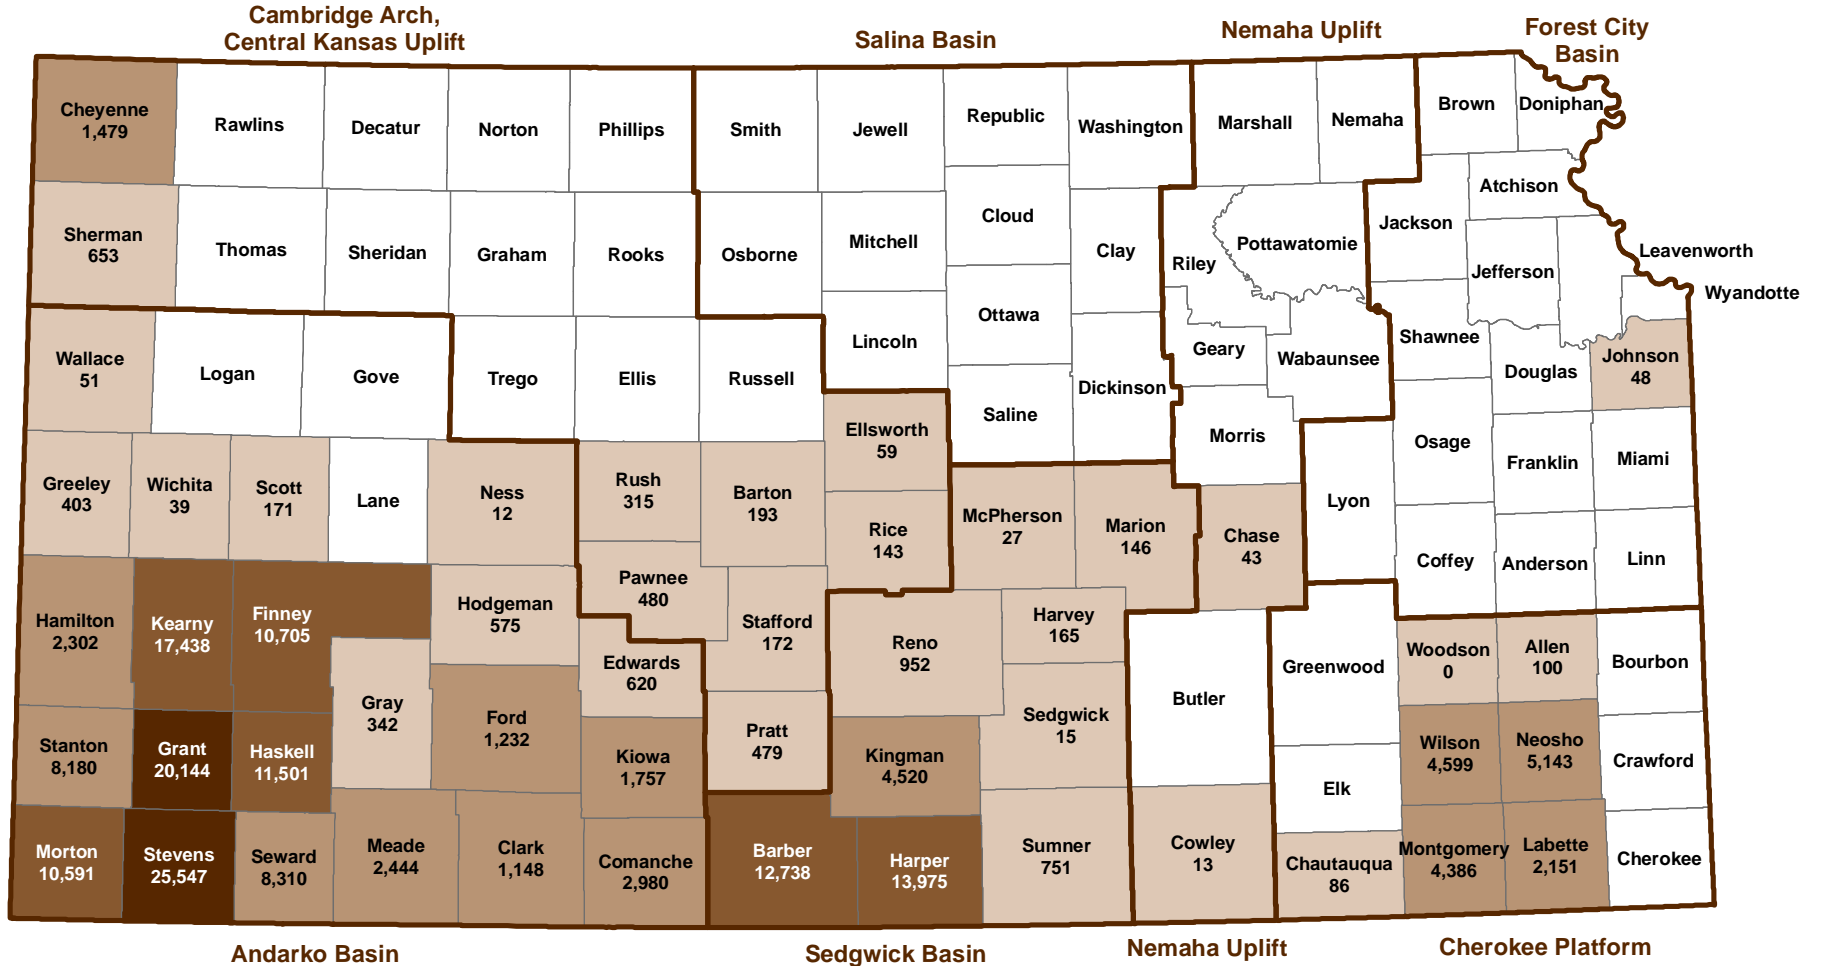 Cambridge Arch,
Central Kansas Uplift
Salina Basin
Nemaha Uplift
Forest City
Basin
Cheyenne
1,479
Rawlins
Decatur
Norton
Phillips
Smith
Jewell
Republic
Washington
Marshall
Nemaha
Brown
Doniphan
Atchison
Sherman
653
Thomas
Sheridan
Graham
Rooks
Osborne
Mitchell
Cloud
Clay
Riley
Pottawatomie
Jackson
Jefferson
Leavenworth
Wyandotte
Wallace
51
Logan
Gove
Trego
Ellis
Russell
Lincoln
Ottawa
Saline
Dickinson
Geary
Wabaunsee
Shawnee
Douglas
Johnson
48
Greeley
403
Wichita
39
Scott
171
Lane
Ness
12
Rush
315
Barton
193
Ellsworth
59
Rice
143
McPherson
27
Marion
146
Morris
Chase
43
Lyon
Osage
Franklin
Miami
Coffey
Anderson
Linn
Hamilton
2,302
Kearny
17,438
Finney
10,705
Hodgeman
575
Pawnee
480
Stafford
172
Edwards
620
Reno
952
Harvey
165
Sedgwick
15
Butler
Greenwood
Woodson
0
Allen
100
Bourbon
Stanton
8,180
Grant
20,144
Haskell
11,501
Gray
342
Ford
1,232
Kiowa
1,757
Pratt
479
Kingman
4,520
Elk
Wilson
4,599
Neosho
5,143
Crawford
Morton
10,591
Stevens
25,547
Seward
8,310
Meade
2,444
Clark
1,148
Comanche
2,980
Barber
12,738
Harper
13,975
Sumner
751
Cowley
13
Chautauqua
86
Montgomery
4,386
Labette
2,151
Cherokee
Andarko Basin
Sedgwick Basin
Nemaha Uplift
Cherokee Platform